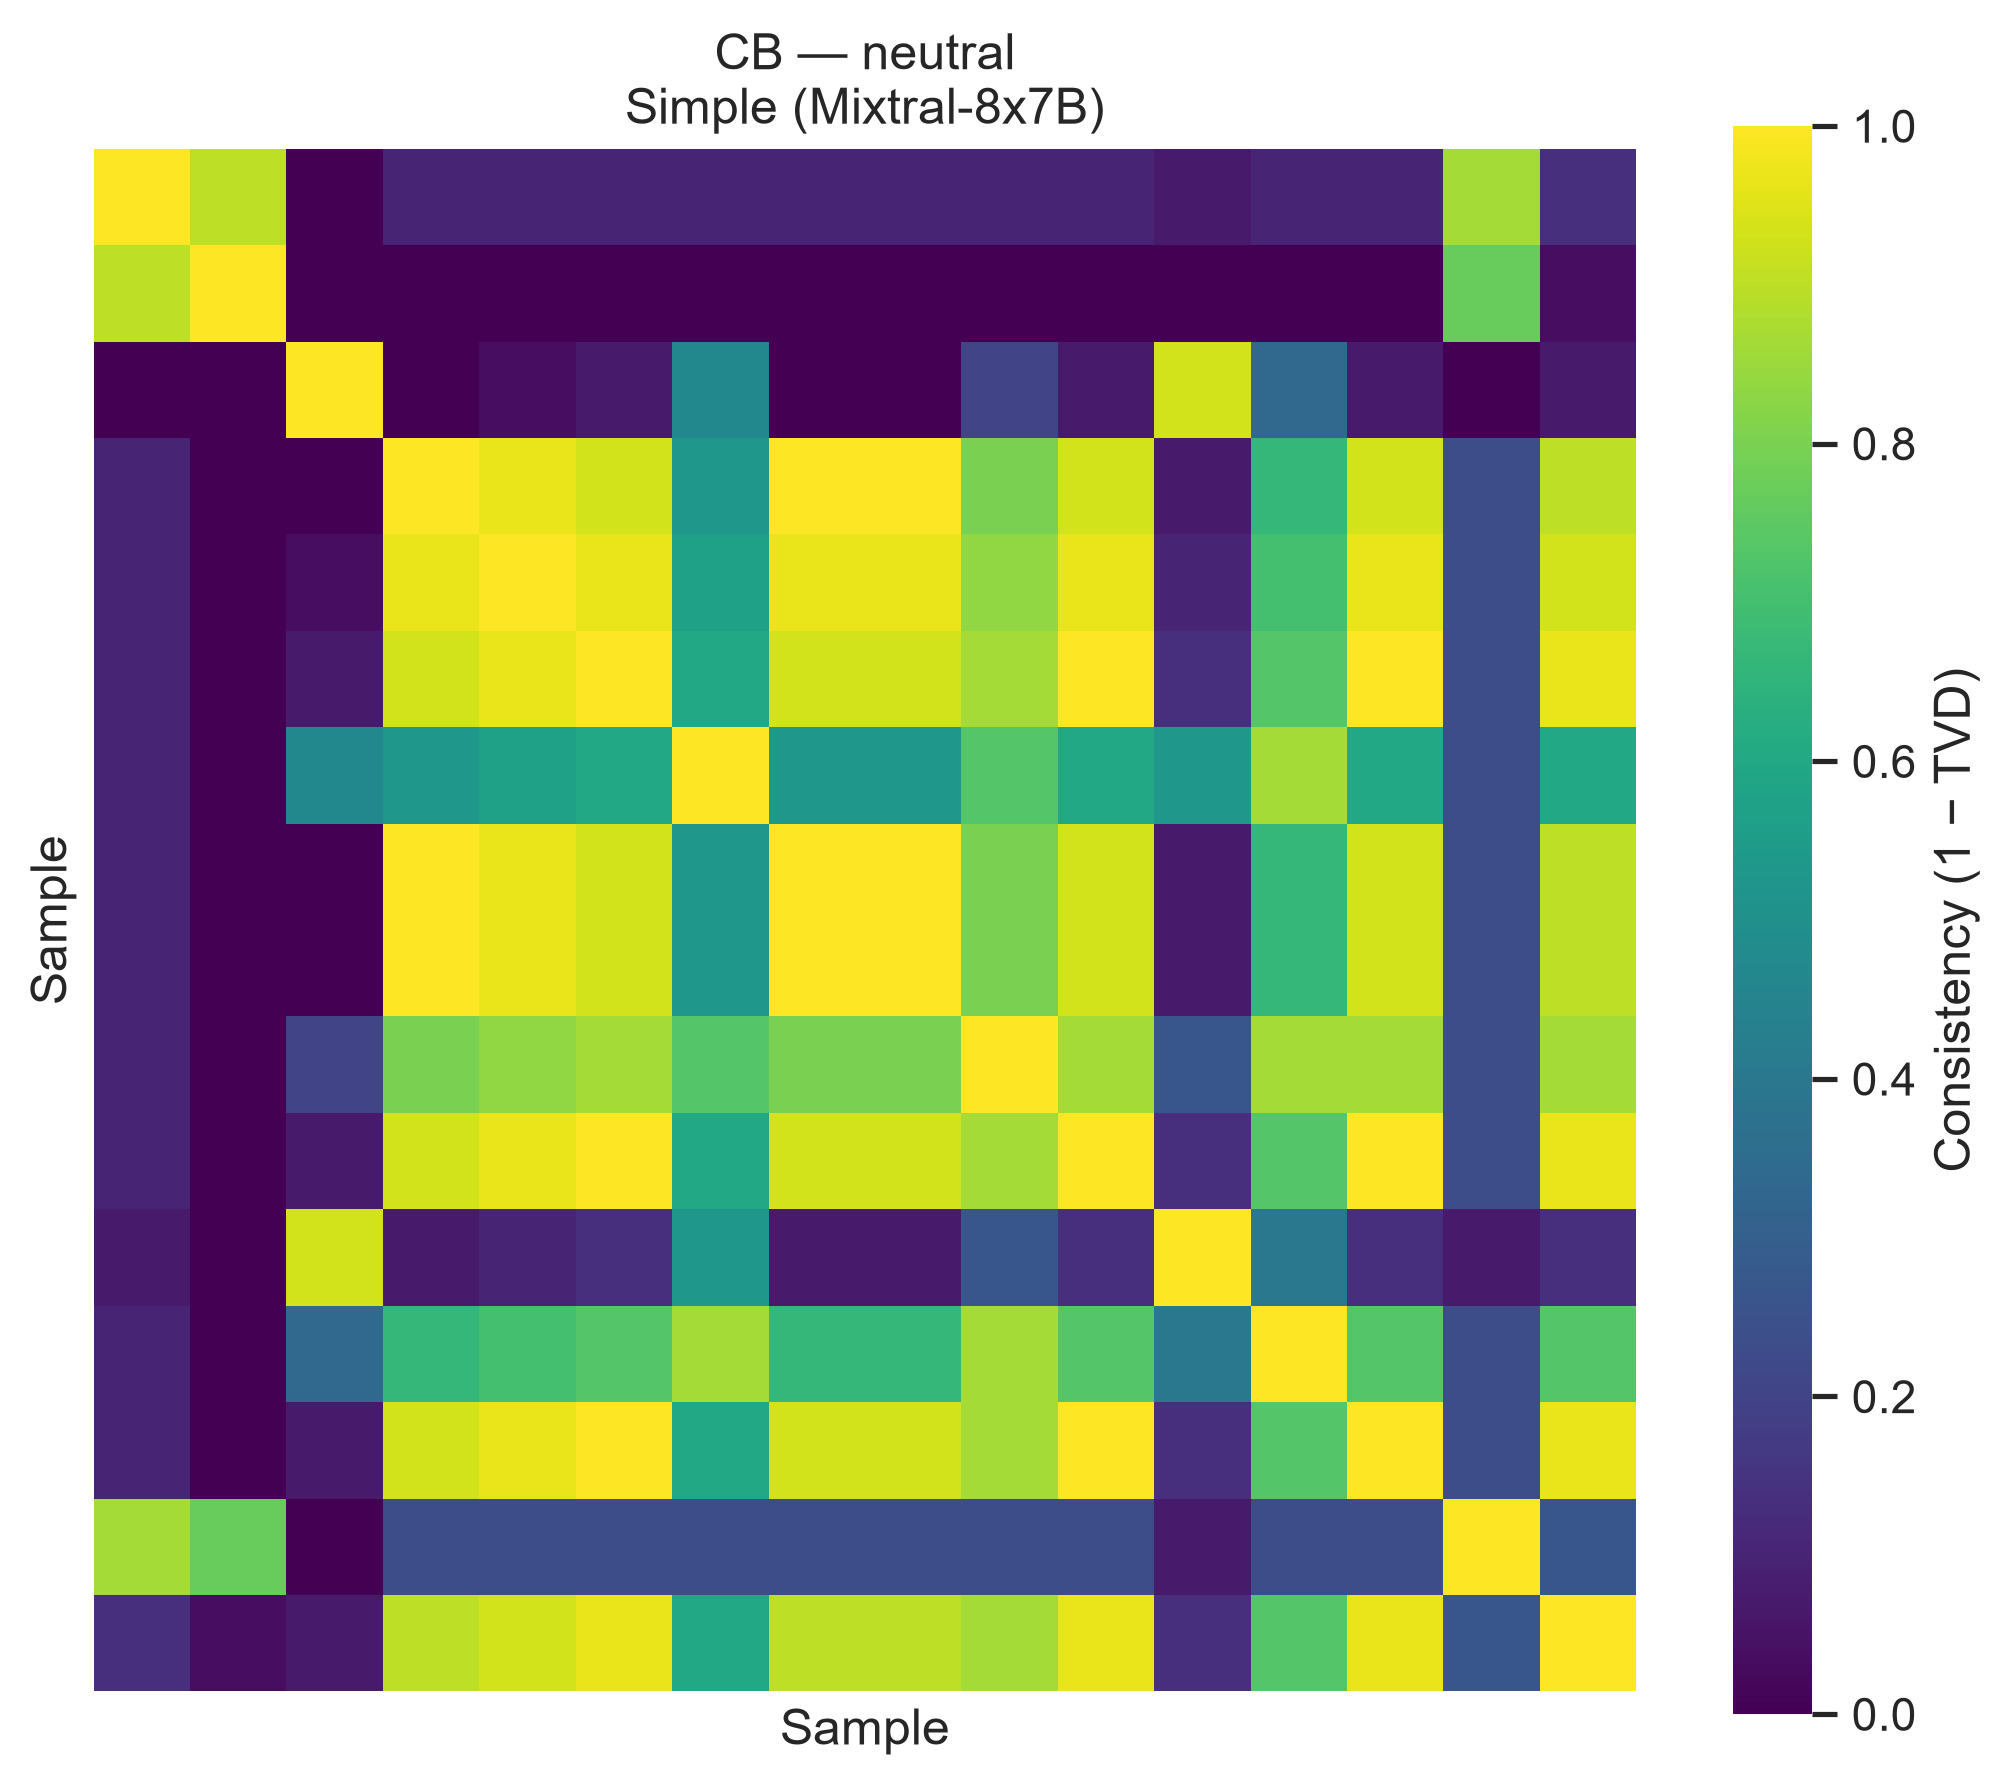 CB — neutral
Simple (Mixtral-8x7B)
Sample
Sample
1.0
0.8
0.6
0.4
0.2
0.0
Consistency (1 − TVD)